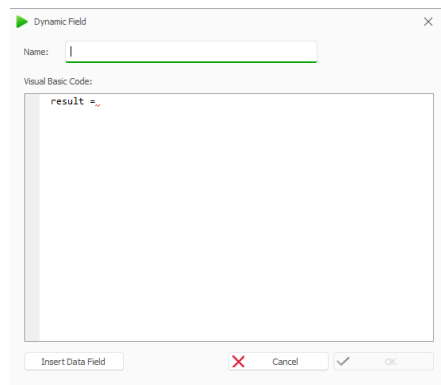 Dynamic Field
Name:
Visual Basic Code:
result =
Insert Data Field
Cancel
OK